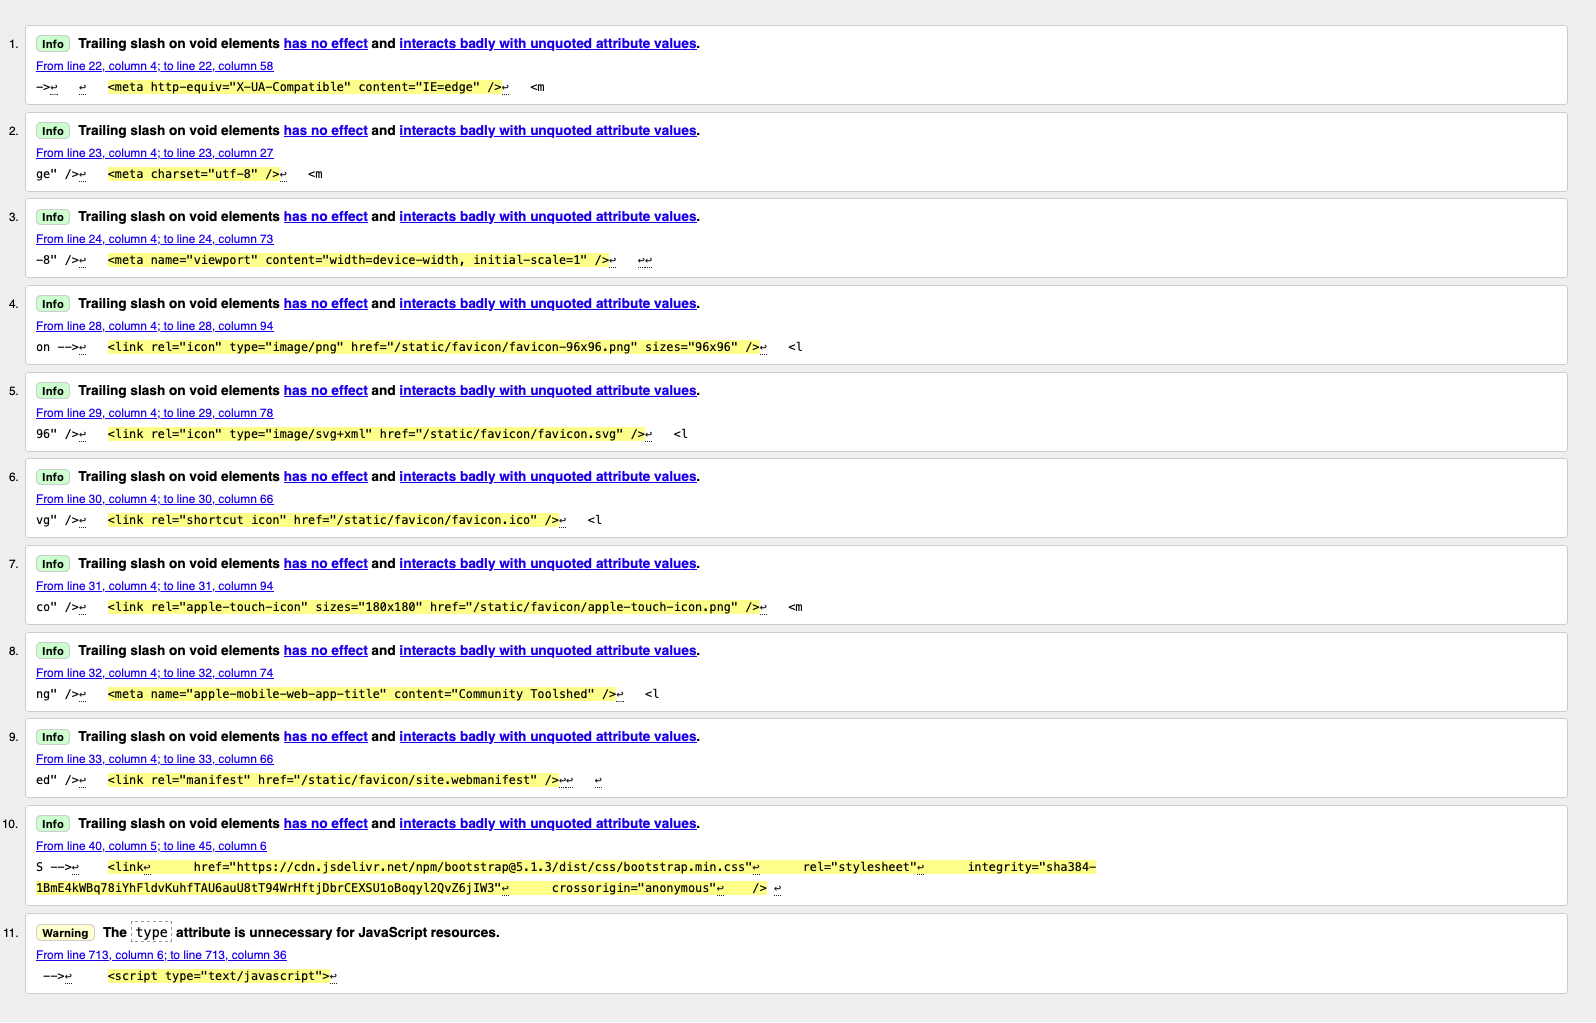 1. Info Trailing slash on void elements has no effect and interacts badly with unquoted attribute values.
From line 22, column 4; to line 22, column 58
->↩   ↩   <meta http-equiv="X-UA-Compatible" content="IE=edge" />↩   <m
2. Info Trailing slash on void elements has no effect and interacts badly with unquoted attribute values.
From line 23, column 4; to line 23, column 27
ge" />↩   <meta charset="utf-8" />↩   <m
3. Info Trailing slash on void elements has no effect and interacts badly with unquoted attribute values.
From line 24, column 4; to line 24, column 73
-8" />↩   <meta name="viewport" content="width=device-width, initial-scale=1" />↩   ↩↩
4. Info Trailing slash on void elements has no effect and interacts badly with unquoted attribute values.
From line 28, column 4; to line 28, column 94
on -->↩   <link rel="icon" type="image/png" href="/static/favicon/favicon-96x96.png" sizes="96x96" />↩   <l
5. Info Trailing slash on void elements has no effect and interacts badly with unquoted attribute values.
From line 29, column 4; to line 29, column 78
96" />↩   <link rel="icon" type="image/svg+xml" href="/static/favicon/favicon.svg" />↩   <l
6. Info Trailing slash on void elements has no effect and interacts badly with unquoted attribute values.
From line 30, column 4; to line 30, column 66
vg" />↩   <link rel="shortcut icon" href="/static/favicon/favicon.ico" />↩   <l
7. Info Trailing slash on void elements has no effect and interacts badly with unquoted attribute values.
From line 31, column 4; to line 31, column 94
co" />↩   <link rel="apple-touch-icon" sizes="180x180" href="/static/favicon/apple-touch-icon.png" />↩   <m
8. Info Trailing slash on void elements has no effect and interacts badly with unquoted attribute values.
From line 32, column 4; to line 32, column 74
ng" />↩   <meta name="apple-mobile-web-app-title" content="Community Toolshed" />↩   <l
9. Info Trailing slash on void elements has no effect and interacts badly with unquoted attribute values.
From line 33, column 4; to line 33, column 66
ed" />↩   <link rel="manifest" href="/static/favicon/site.webmanifest" />↩↩   ↩
10. Info Trailing slash on void elements has no effect and interacts badly with unquoted attribute values.
From line 40, column 5; to line 45, column 6
S -->↩    <link↩      href="https://cdn.jsdelivr.net/npm/bootstrap@5.1.3/dist/css/bootstrap.min.css"↩      rel="stylesheet"↩      integrity="sha384-
1BmE4kWBq78iYhFldvKuhfTAU6auU8tT94WrHftjDbrCEXSU1oBoqyl2QvZ6jIW3"↩      crossorigin="anonymous"↩    /> ↩
11. Warning The type attribute is unnecessary for JavaScript resources.
From line 713, column 6; to line 713, column 36
-->↩     <script type="text/javascript">↩